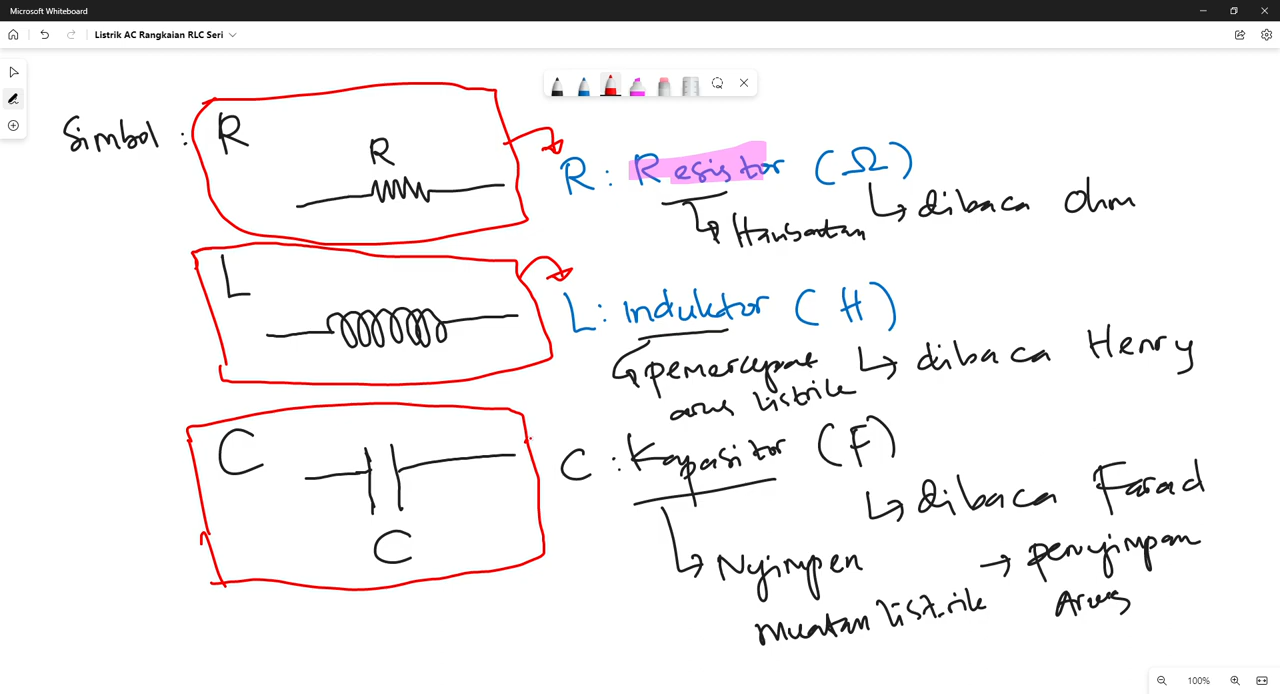 Microsoft Whiteboard
Listrik AC Rangkaian RLC Seri
Simbol :
R
R
R : Resistor (Ω)
↳ Hambatan
↳ dibaca Ohm
L
L : Induktor ( H )
pemercepat
arus listrik
↳ dibaca Henry
C
C
C : Kapasitor (F)
↳ dibaca Farad
↳ Nyimpen
muatan listrik
→ penyimpan
Arus
100%